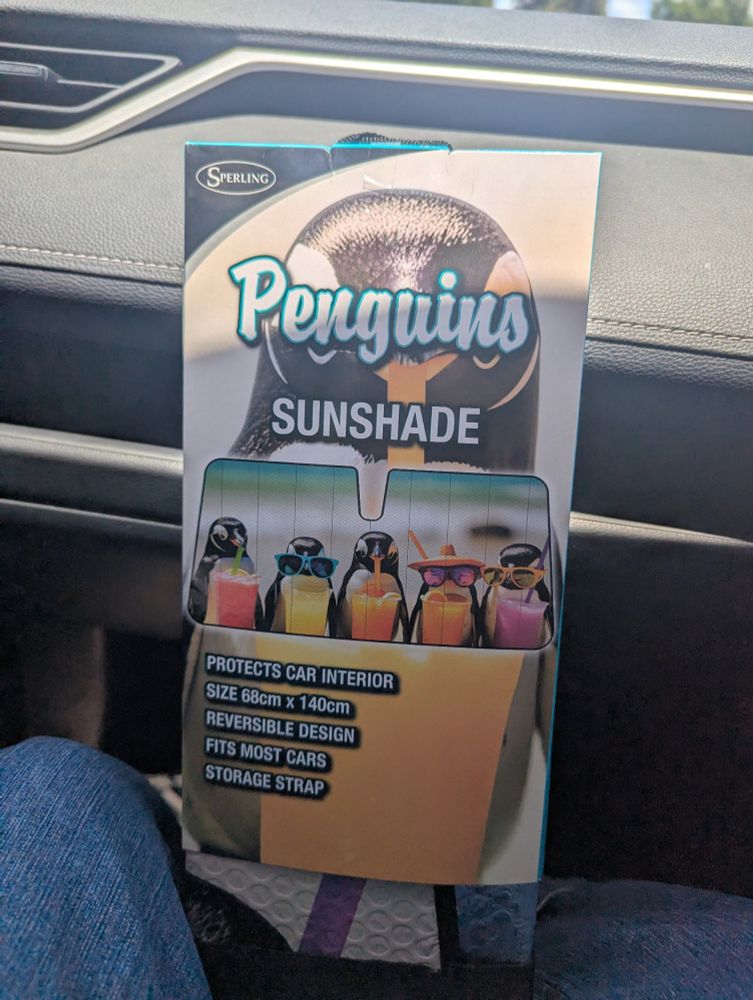 SPERLING
Penguins
SUNSHADE
PROTECTS CAR INTERIOR
SIZE 68cm x 140cm
REVERSIBLE DESIGN
FITS MOST CARS
STORAGE STRAP